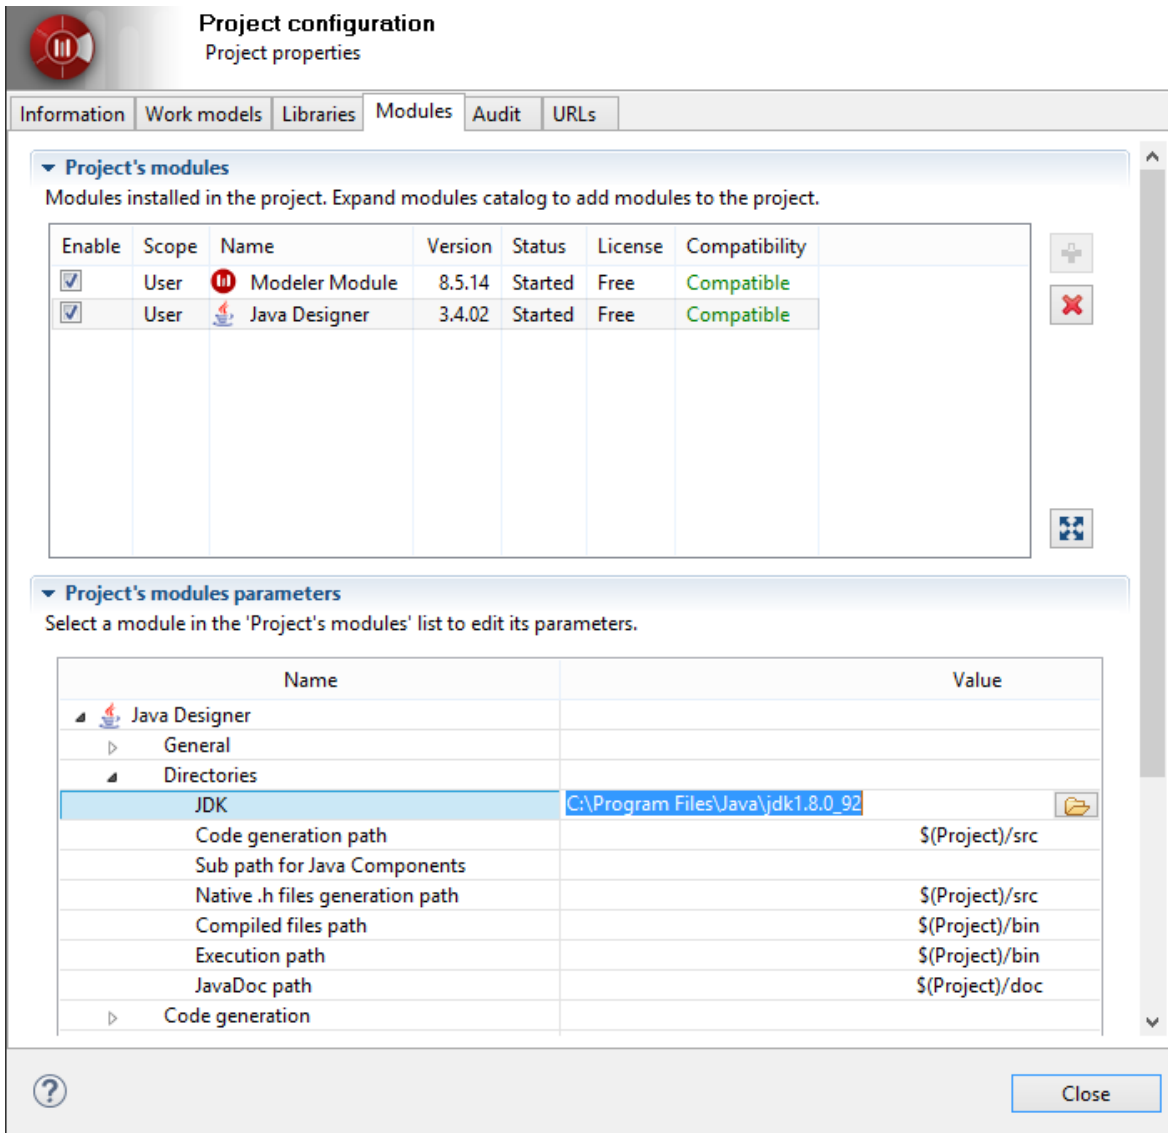 Project configuration
Project properties
Information Work models Libraries Modules Audit URLs
Project's modules
Modules installed in the project. Expand modules catalog to add modules to the project.
Enable Scope Name Version Status License Compatibility
User Modeler Module 8.5.14 Started Free Compatible
User Java Designer 3.4.02 Started Free Compatible
Project's modules parameters
Select a module in the 'Project's modules' list to edit its parameters.
Name Value
Java Designer
General
Directories
JDK C:\Program Files\Java\jdk1.8.0_92
Code generation path $(Project)/src
Sub path for Java Components
Native .h files generation path $(Project)/src
Compiled files path $(Project)/bin
Execution path $(Project)/bin
JavaDoc path $(Project)/doc
Code generation
Close